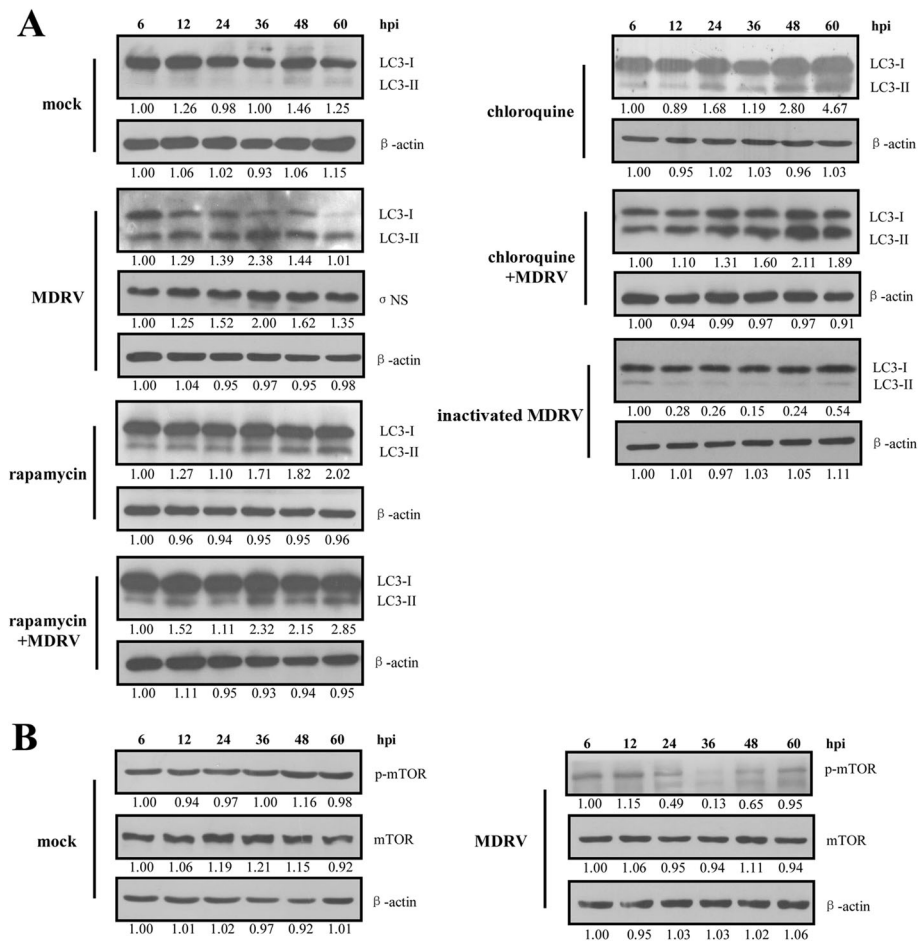 A
6 12 24 36 48 60 hpi
LC3-I
LC3-II
mock
1.00 1.26 0.98 1.00 1.46 1.25
β-actin
1.00 1.06 1.02 0.93 1.06 1.15
LC3-I
LC3-II
1.00 1.29 1.39 2.38 1.44 1.01
MDRV
σNS
1.00 1.25 1.52 2.00 1.62 1.35
β-actin
1.00 1.04 0.95 0.97 0.95 0.98
LC3-I
LC3-II
rapamycin
1.00 1.27 1.10 1.71 1.82 2.02
β-actin
1.00 0.96 0.94 0.95 0.95 0.96
LC3-I
LC3-II
rapamycin
+MDRV
1.00 1.52 1.11 2.32 2.15 2.85
β-actin
1.00 1.11 0.95 0.93 0.94 0.95
6 12 24 36 48 60 hpi
LC3-I
LC3-II
chloroquine
1.00 0.89 1.68 1.19 2.80 4.67
β-actin
1.00 0.95 1.02 1.03 0.96 1.03
LC3-I
LC3-II
chloroquine
+MDRV
1.00 1.10 1.31 1.60 2.11 1.89
β-actin
1.00 0.94 0.99 0.97 0.97 0.91
LC3-I
LC3-II
inactivated MDRV
1.00 0.28 0.26 0.15 0.24 0.54
β-actin
1.00 1.01 0.97 1.03 1.05 1.11
B
6 12 24 36 48 60 hpi
p-mTOR
1.00 0.94 0.97 1.00 1.16 0.98
mock
mTOR
1.00 1.06 1.19 1.21 1.15 0.92
β-actin
1.00 1.01 1.02 0.97 0.92 1.01
6 12 24 36 48 60 hpi
p-mTOR
1.00 1.15 0.49 0.13 0.65 0.95
MDRV
mTOR
1.00 1.06 0.95 0.94 1.11 0.94
β-actin
1.00 0.95 1.03 1.03 1.02 1.06